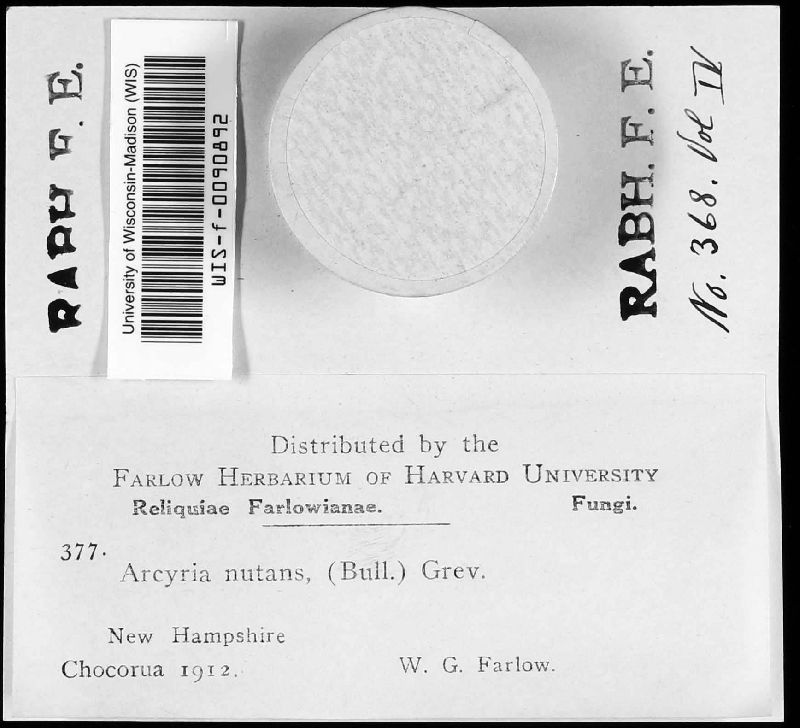 RABH. F. E.
University of Wisconsin-Madison (WIS)
WIS-f-0090892
RABH. F. E.
No. 368. Vol IV
Distributed by the
FARLOW HERBARIUM OF HARVARD UNIVERSITY
Reliquiae Farlowianae. Fungi.
377.
Arcyria nutans, (Bull.) Grev.
New Hampshire
Chocorua 1912. W. G. Farlow.